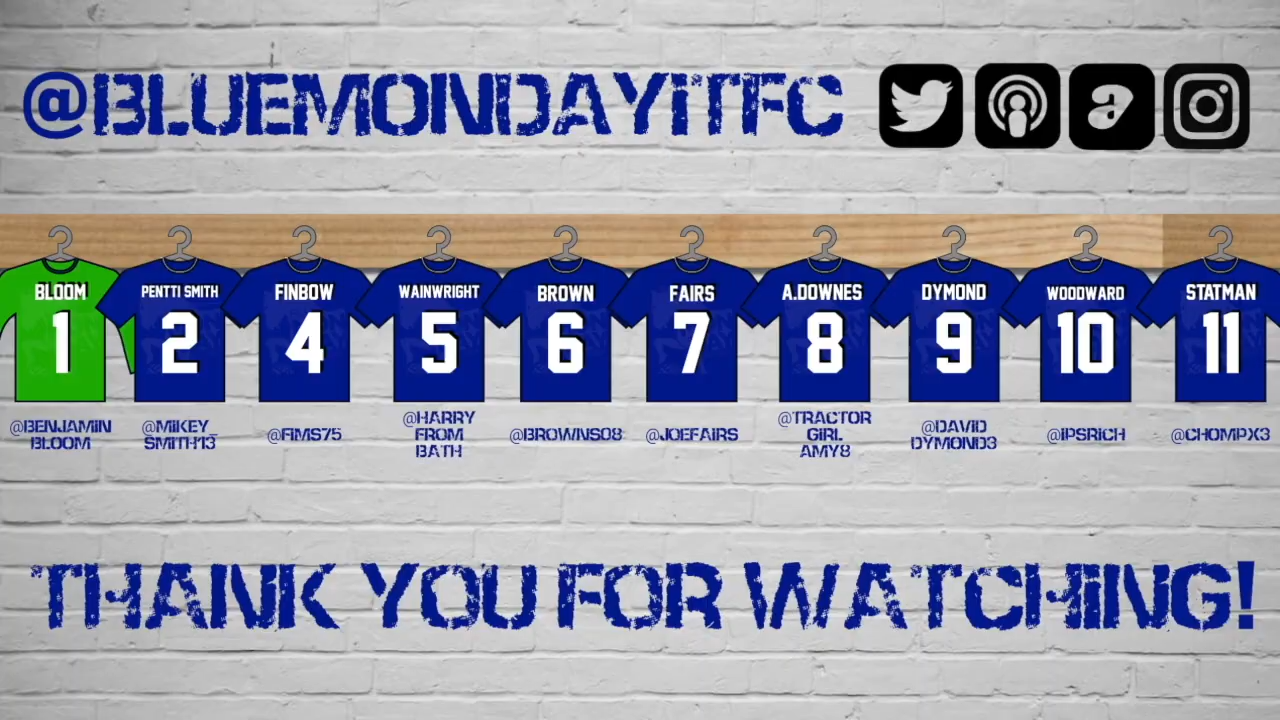 @BLUEMONDAYITFC
BLOOM
1
PENTTI SMITH
2
FINBOW
4
WAINWRIGHT
5
BROWN
6
FAIRS
7
A.DOWNES
8
DYMOND
9
WOODWARD
10
STATMAN
11
@BENJAMIN
BLOOM
@MIKEY_
SMITH13
@FIMS75
@HARRY
FROM
BATH
@BROWNS08
@JOEFAIRS
@TRACTOR
GIRL
AMY8
@DAVID
DYMOND3
@IPSRICH
@CHOMPX3
THANK YOU FOR WATCHING!